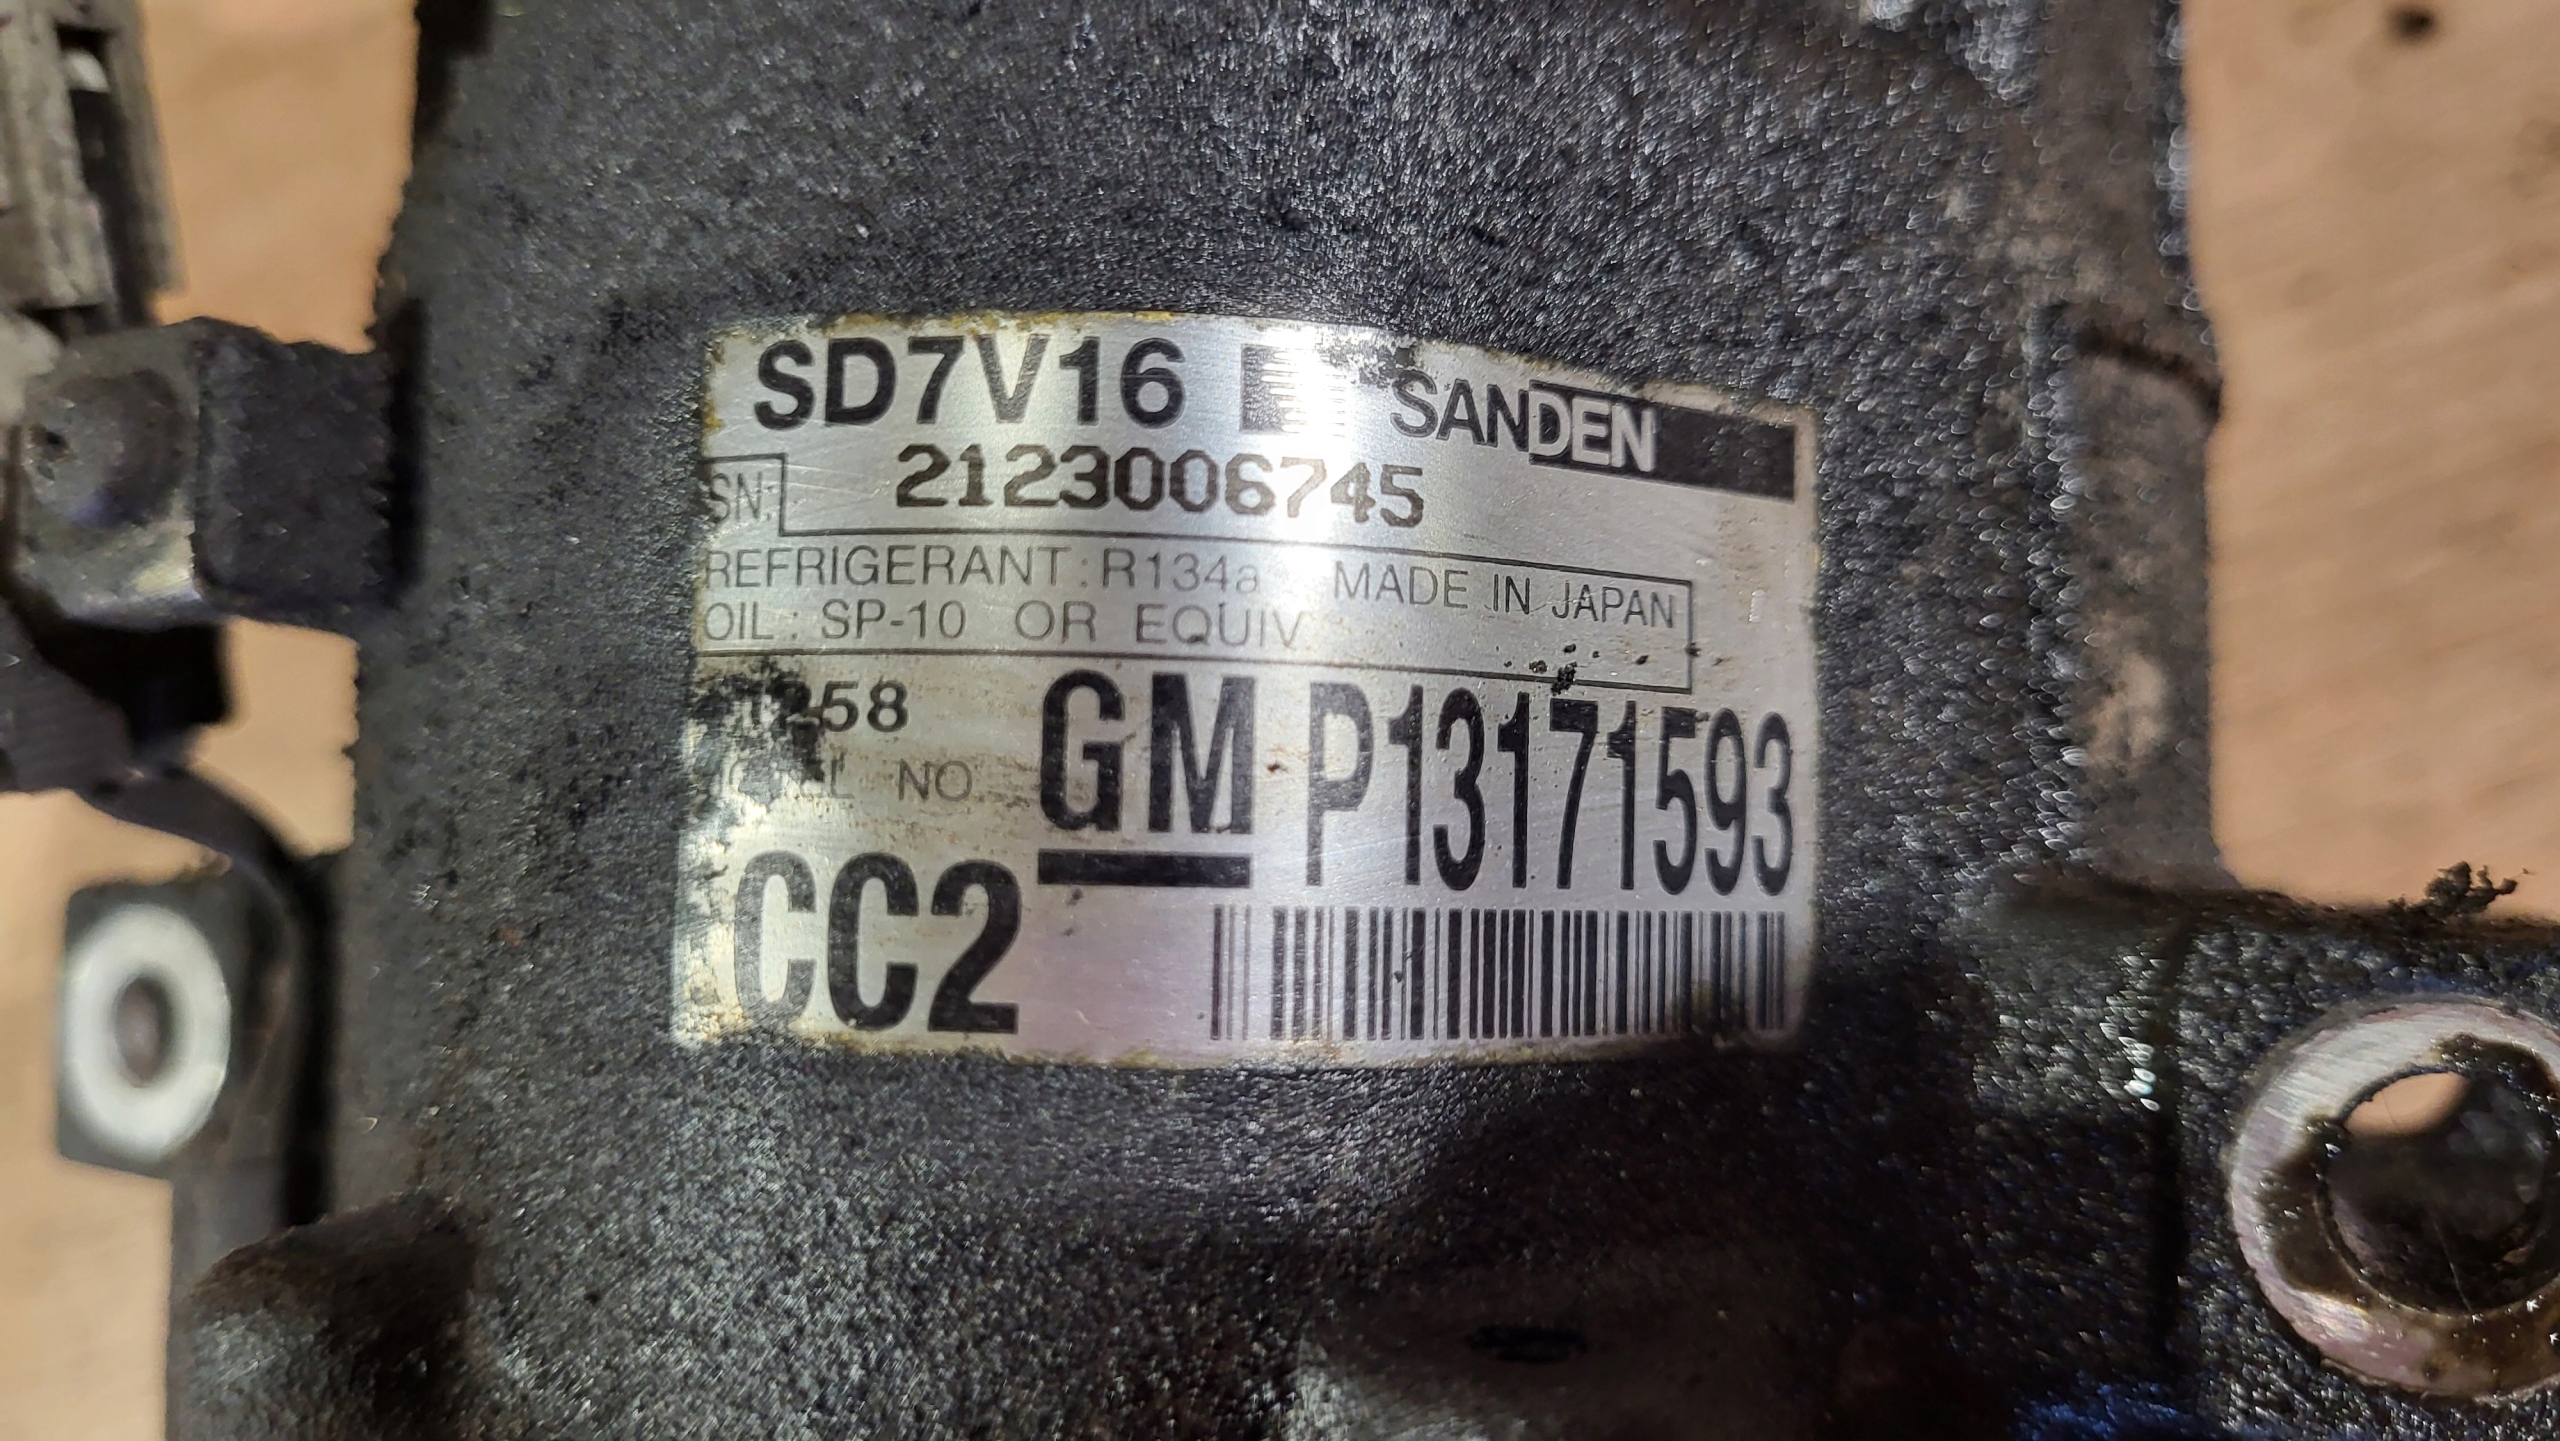 SD7V16 SANDEN
SN: 2123006745
REFRIGERANT: R134a MADE IN JAPAN
OIL: SP-10 OR EQUIV
NO
GM P13171593
CC2